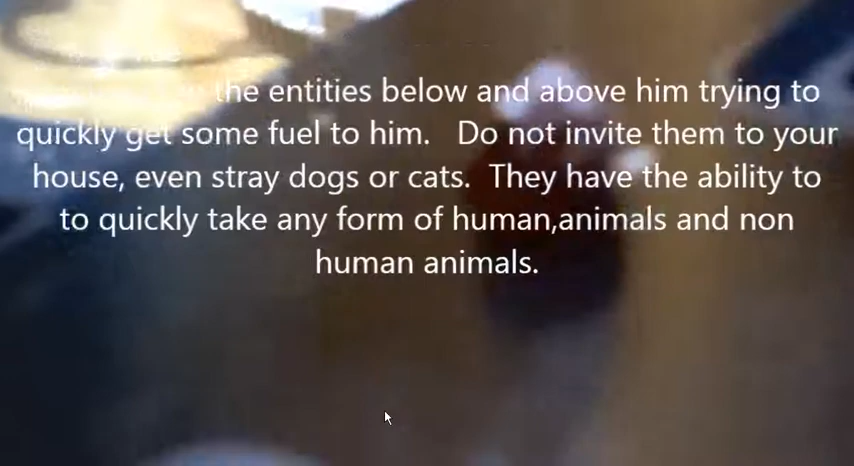 the entities below and above him trying to
quickly get some fuel to him. Do not invite them to your
house, even stray dogs or cats. They have the ability to
to quickly take any form of human,animals and non
human animals.